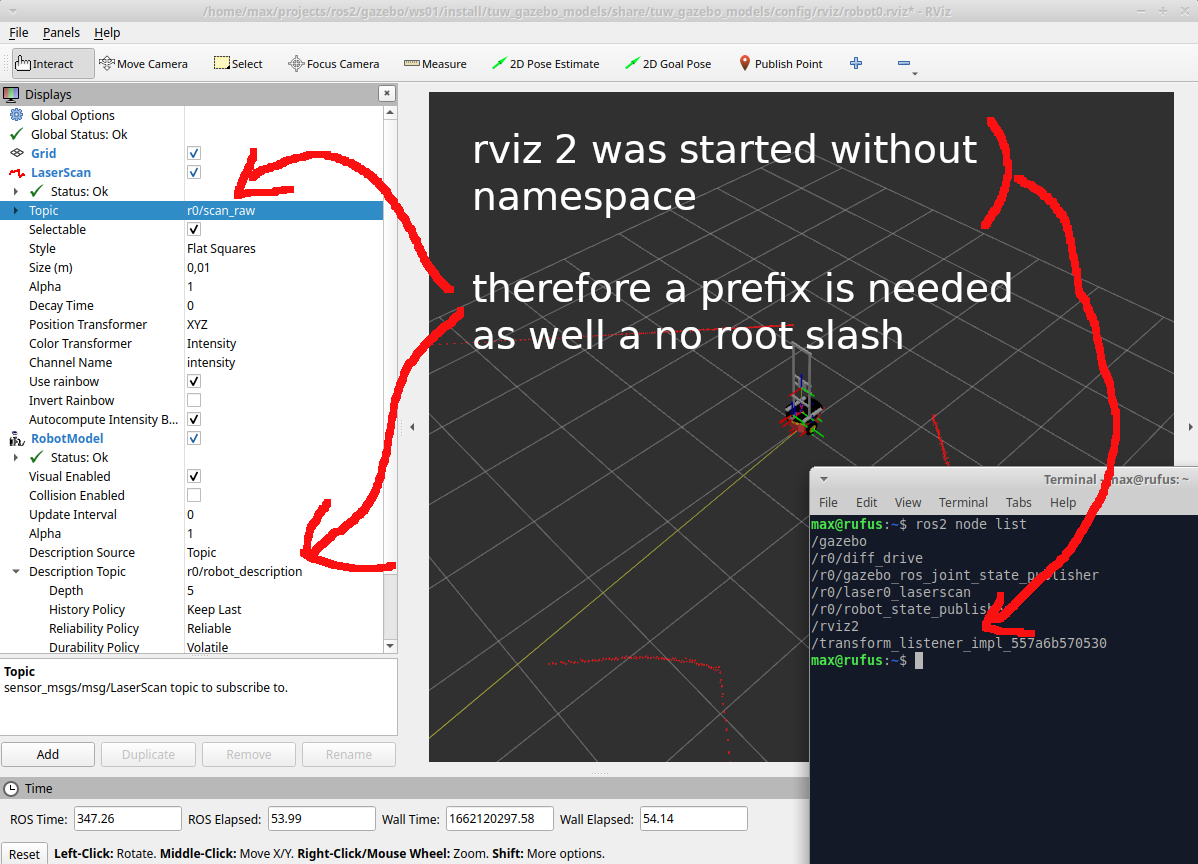 /home/max/projects/ros2/gazebo/ws01/install/tuw_gazebo_models/share/tuw_gazebo_models/config/rviz/robot0.rviz* - RViz
File Panels Help
Interact Move Camera Select Focus Camera Measure 2D Pose Estimate 2D Goal Pose Publish Point
Displays
Global Options
Global Status: Ok
Grid
LaserScan
Status: Ok
Topic r0/scan_raw
Selectable
Style Flat Squares
Size (m) 0,01
Alpha 1
Decay Time 0
Position Transformer XYZ
Color Transformer Intensity
Channel Name intensity
Use rainbow
Invert Rainbow
Autocompute Intensity B...
RobotModel
Status: Ok
Visual Enabled
Collision Enabled
Update Interval 0
Alpha 1
Description Source Topic
Description Topic r0/robot_description
Depth 5
History Policy Keep Last
Reliability Policy Reliable
Durability Policy Volatile
Topic
sensor_msgs/msg/LaserScan topic to subscribe to.
Add Duplicate Remove Rename
rviz 2 was started without
namespace
therefore a prefix is needed
as well a no root slash
Terminal - max@rufus: ~
File Edit View Terminal Tabs Help
max@rufus:~$ ros2 node list
/gazebo
/r0/diff_drive
/r0/gazebo_ros_joint_state_publisher
/r0/laser0_laserscan
/r0/robot_state_publishe
/rviz2
/transform_listener_impl_557a6b570530
max@rufus:~$
Time
ROS Time: 347.26 ROS Elapsed: 53.99 Wall Time: 1662120297.58 Wall Elapsed: 54.14
Reset Left-Click: Rotate. Middle-Click: Move X/Y. Right-Click/Mouse Wheel: Zoom. Shift: More options.